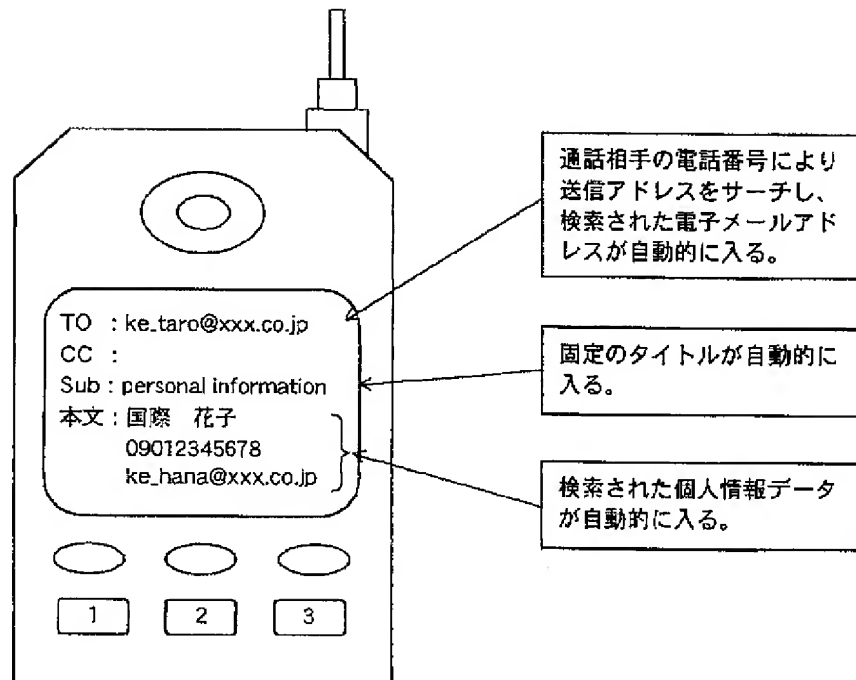 TO : ke_taro@xxx.co.jp
CC :
Sub : personal information
本文 : 国際 花子
09012345678
ke_hana@xxx.co.jp
1 2 3
通話相手の電話番号により
送信アドレスをサーチし、
検索された電子メールアド
レスが自動的に入る。
固定のタイトルが自動的に
入る。
検索された個人情報データ
が自動的に入る。